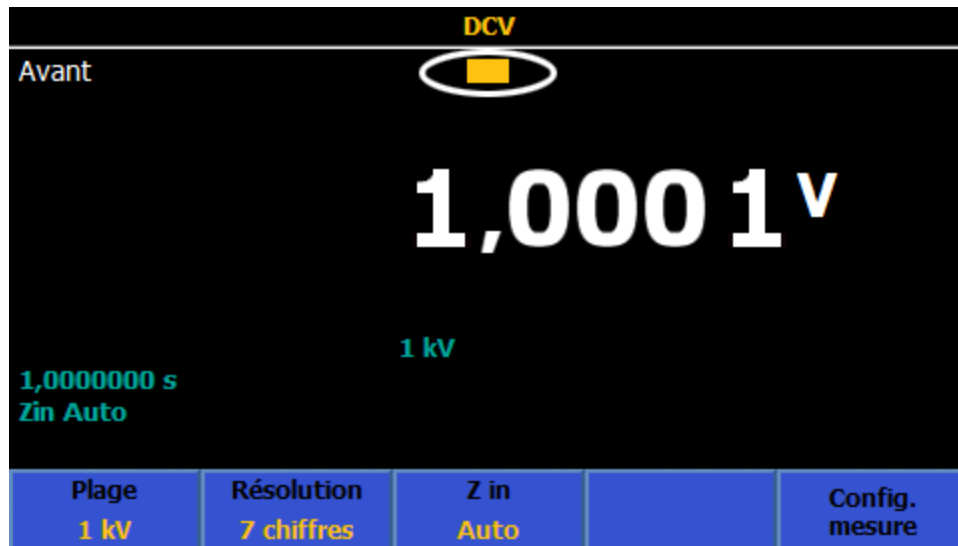 DCV
Avant
1,0001 V
1 kV
1,0000000 s
Zin Auto
Plage Résolution Z in Config.
1 kV 7 chiffres Auto mesure